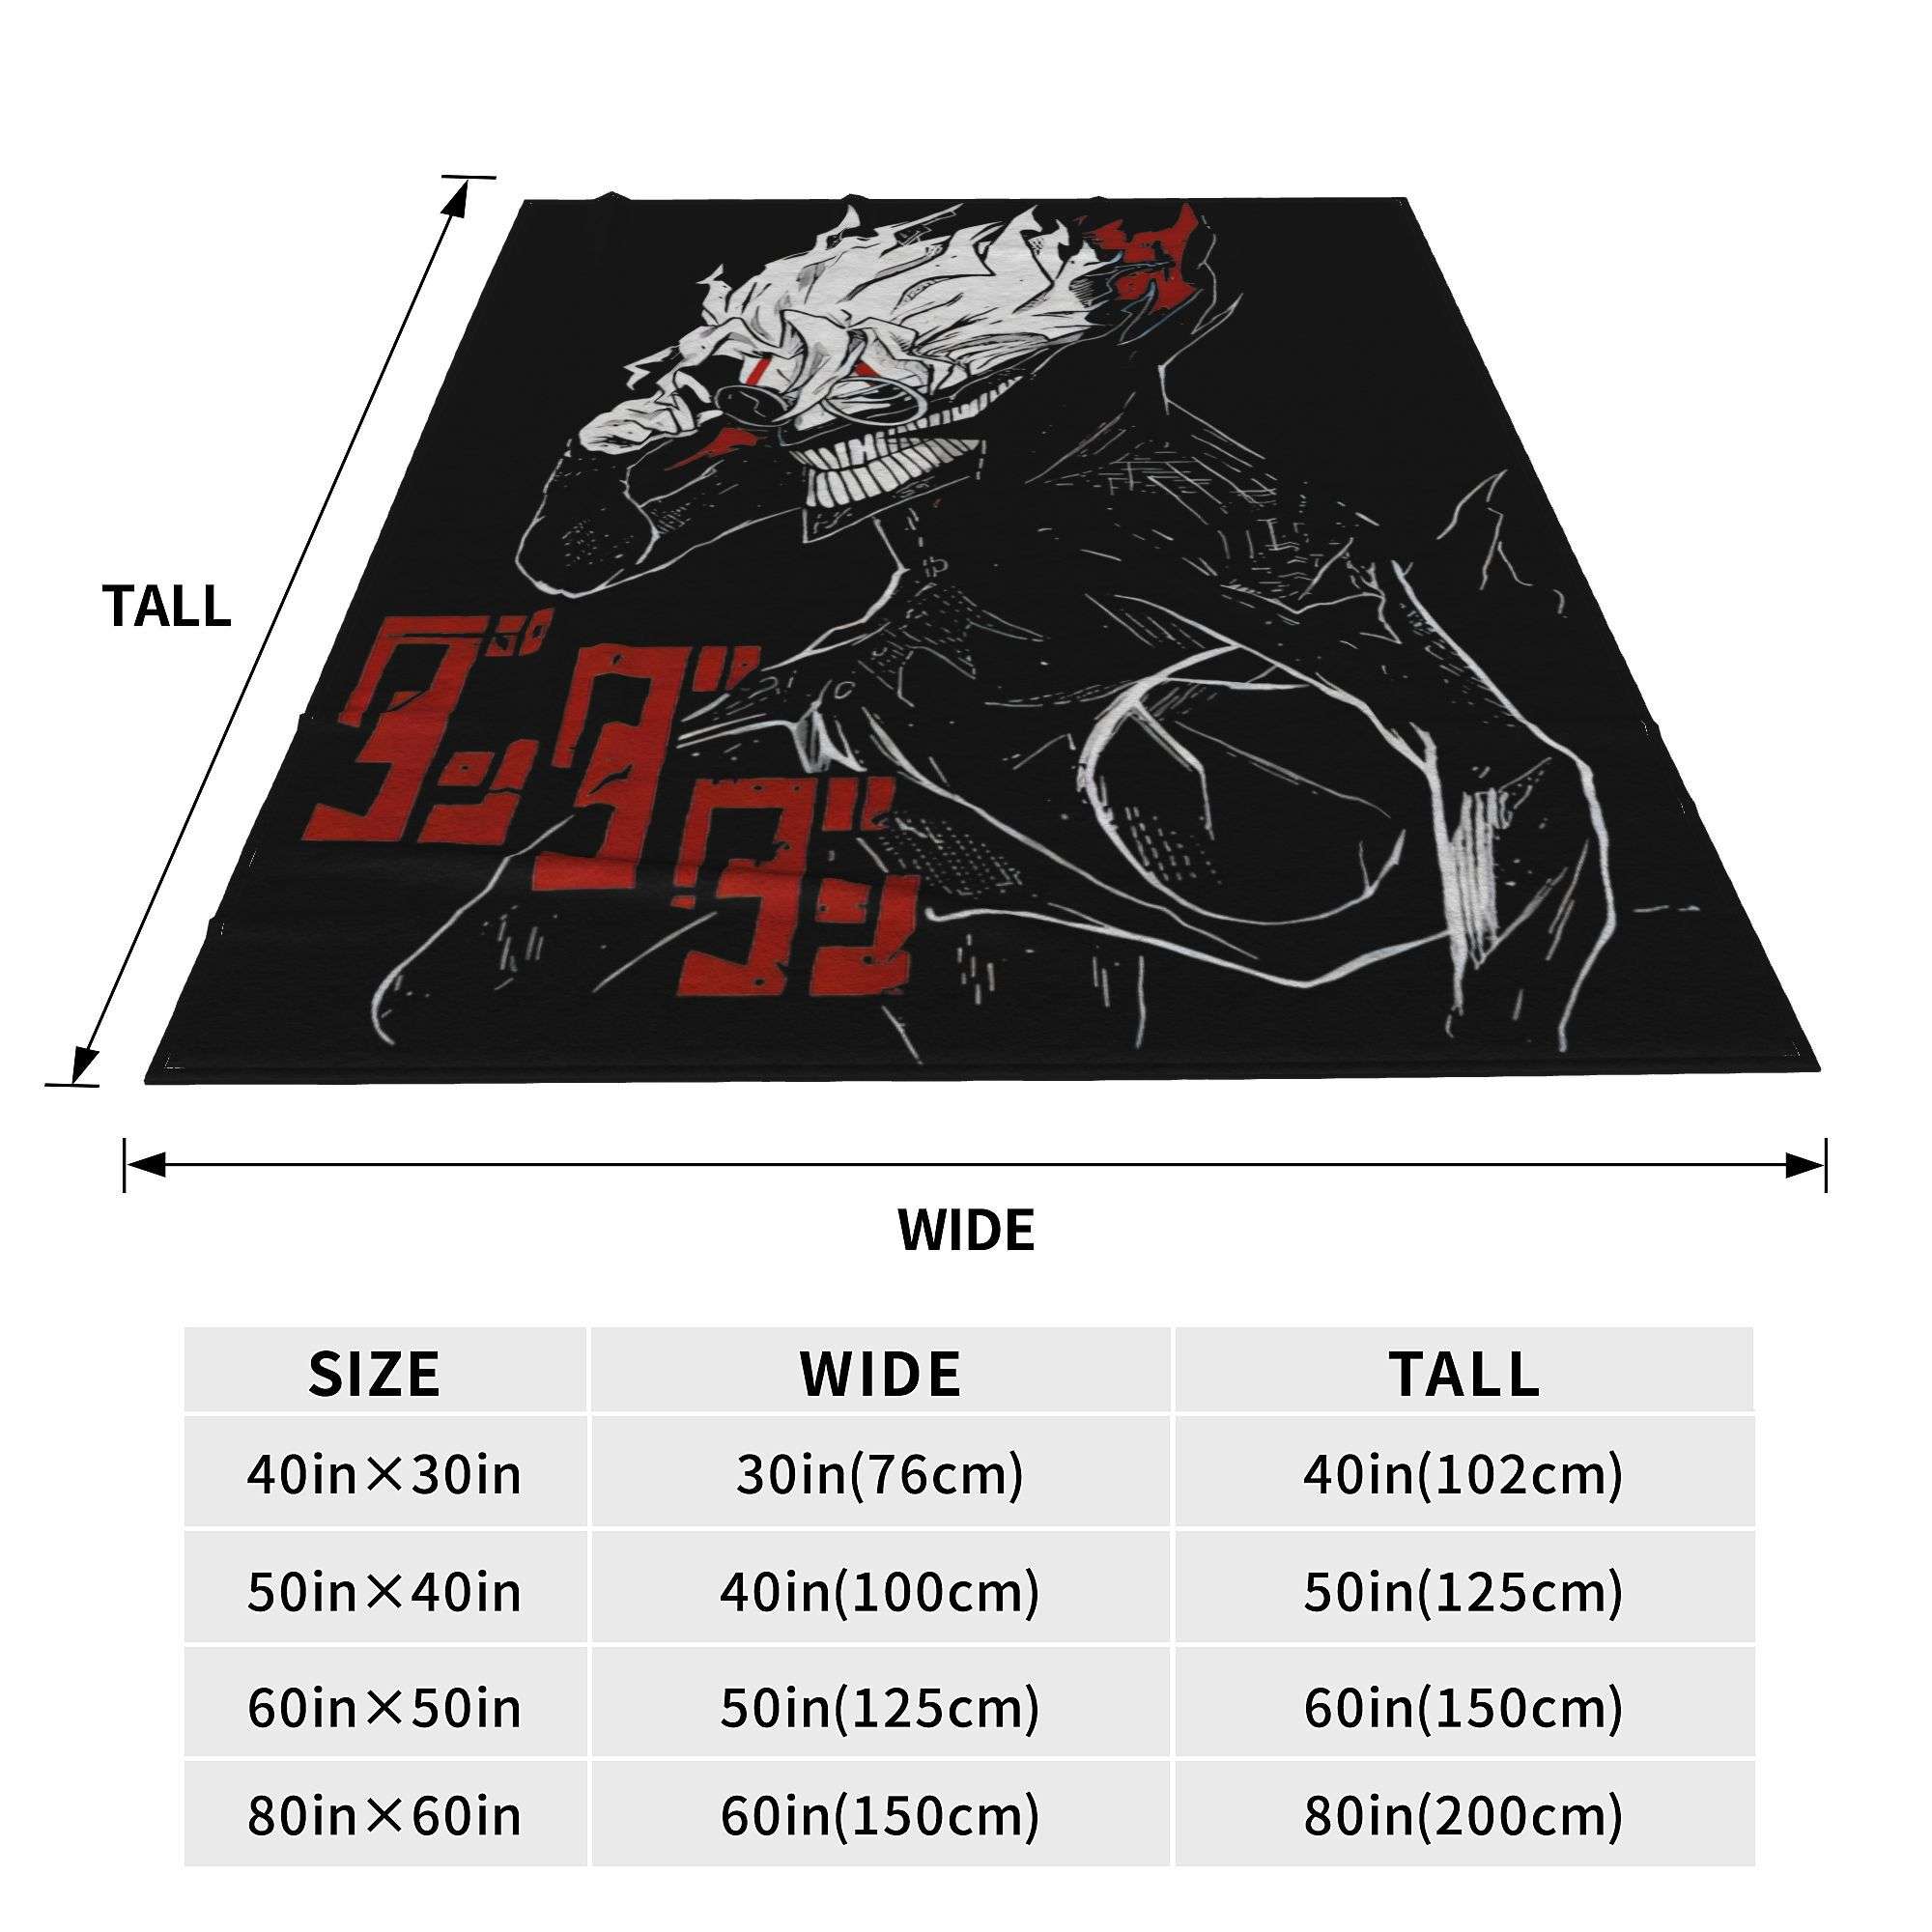 TALL
ダンダダン
WIDE
SIZE WIDE TALL
40in×30in 30in(76cm) 40in(102cm)
50in×40in 40in(100cm) 50in(125cm)
60in×50in 50in(125cm) 60in(150cm)
80in×60in 60in(150cm) 80in(200cm)